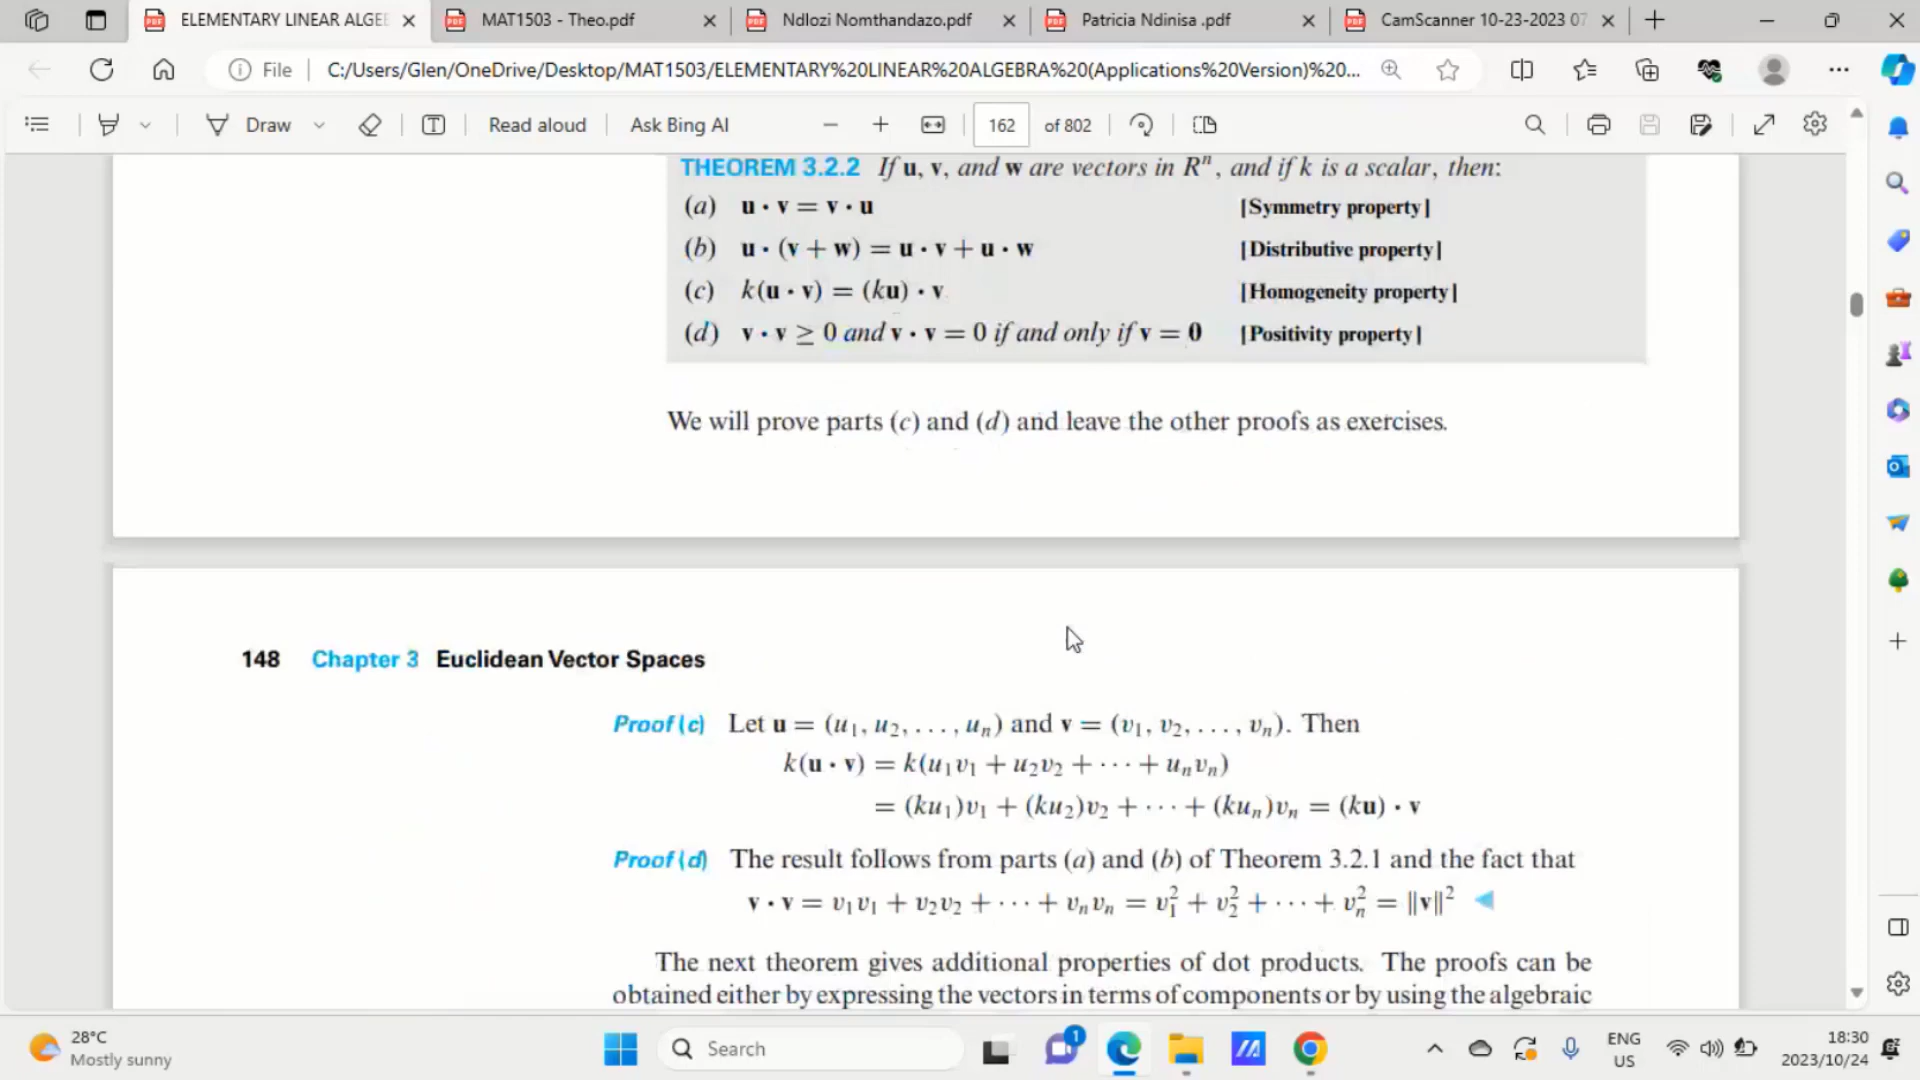 ELEMENTARY LINEAR ALGEB
MAT1503 - Theo.pdf
Ndlozi Nomthandazo.pdf
Patricia Ndinisa .pdf
CamScanner 10-23-2023 07
File
C:/Users/Glen/OneDrive/Desktop/MAT1503/ELEMENTARY%20LINEAR%20ALGEBRA%20(Applications%20Version)%20...
Draw
Read aloud
Ask Bing AI
162 of 802
THEOREM 3.2.2 If u, v, and w are vectors in Rⁿ, and if k is a scalar, then:
(a) u · v = v · u [Symmetry property]
(b) u · (v + w) = u · v + u · w [Distributive property]
(c) k(u · v) = (ku) · v [Homogeneity property]
(d) v · v ≥ 0 and v · v = 0 if and only if v = 0 [Positivity property]
We will prove parts (c) and (d) and leave the other proofs as exercises.
148 Chapter 3 Euclidean Vector Spaces
Proof (c) Let u = (u₁, u₂, . . . , uₙ) and v = (v₁, v₂, . . . , vₙ). Then
k(u · v) = k(u₁v₁ + u₂v₂ + · · · + uₙvₙ)
= (ku₁)v₁ + (ku₂)v₂ + · · · + (kuₙ)vₙ = (ku) · v
Proof (d) The result follows from parts (a) and (b) of Theorem 3.2.1 and the fact that
v · v = v₁v₁ + v₂v₂ + · · · + vₙvₙ = v₁² + v₂² + · · · + vₙ² = ‖v‖²
The next theorem gives additional properties of dot products. The proofs can be
obtained either by expressing the vectors in terms of components or by using the algebraic
28°C
Mostly sunny
Search
1
ENG
US
18:30
2023/10/24